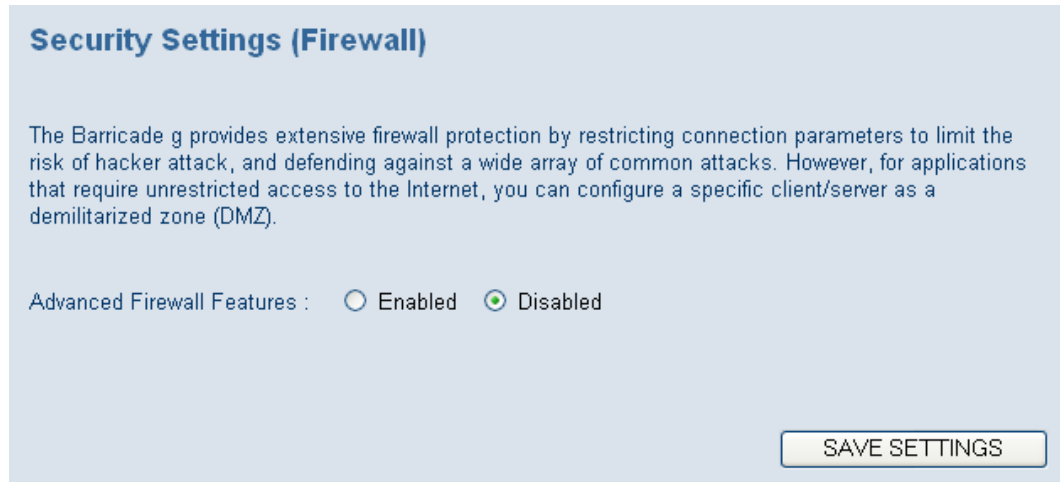 Security Settings (Firewall)
The Barricade g provides extensive firewall protection by restricting connection parameters to limit the
risk of hacker attack, and defending against a wide array of common attacks. However, for applications
that require unrestricted access to the Internet, you can configure a specific client/server as a
demilitarized zone (DMZ).
Advanced Firewall Features : Enabled Disabled
SAVE SETTINGS